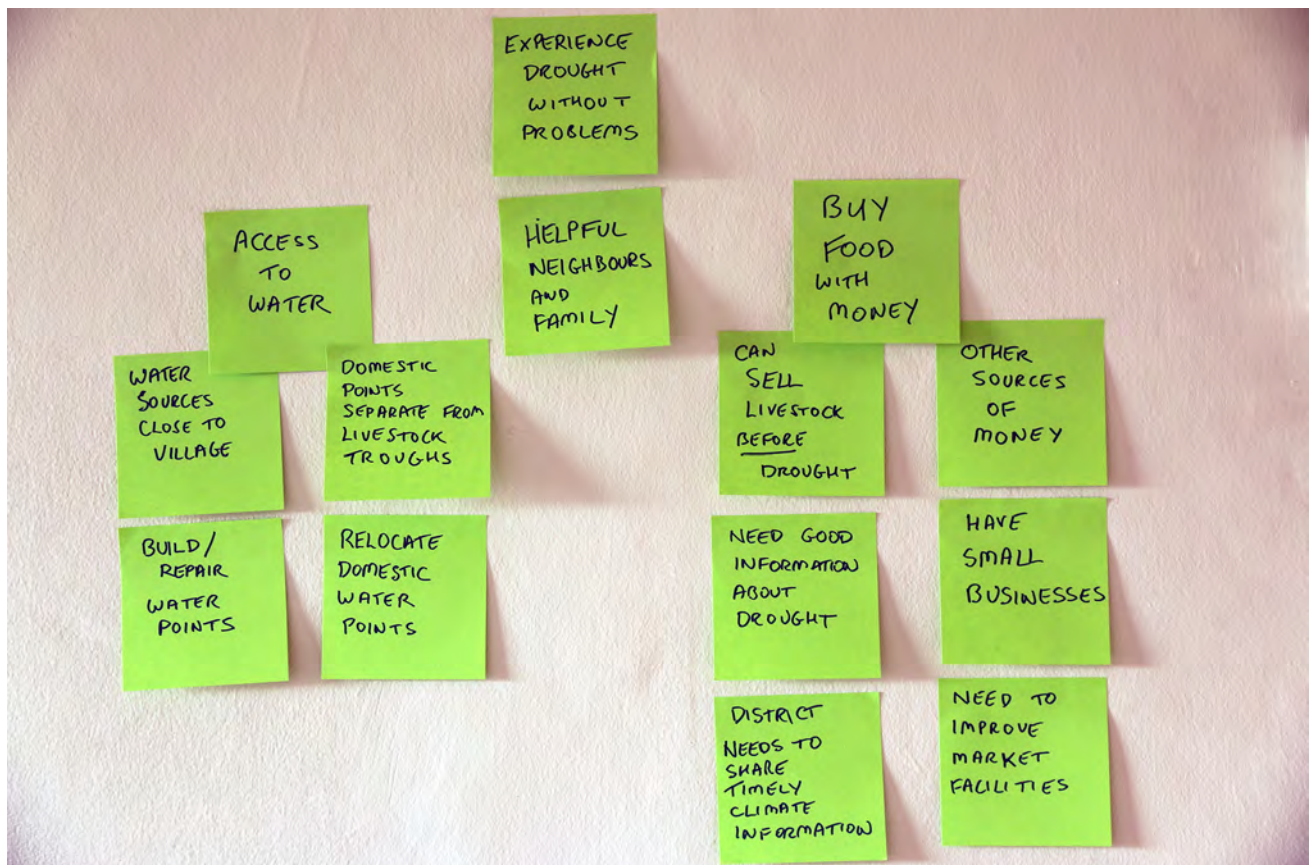 EXPERIENCE
DROUGHT
WITHOUT
PROBLEMS
ACCESS
TO
WATER
HELPFUL
NEIGHBOURS
AND
FAMILY
BUY
FOOD
WITH
MONEY
WATER
SOURCES
CLOSE TO
VILLAGE
DOMESTIC
POINTS
SEPARATE FROM
LIVESTOCK
TROUGHS
CAN
SELL
LIVESTOCK
BEFORE
DROUGHT
OTHER
SOURCES
OF
MONEY
BUILD/
REPAIR
WATER
POINTS
RELOCATE
DOMESTIC
WATER
POINTS
NEED GOOD
INFORMATION
ABOUT
DROUGHT
HAVE
SMALL
BUSINESSES
DISTRICT
NEEDS TO
SHARE
TIMELY
CLIMATE
INFORMATION
NEED TO
IMPROVE
MARKET
FACILITIES